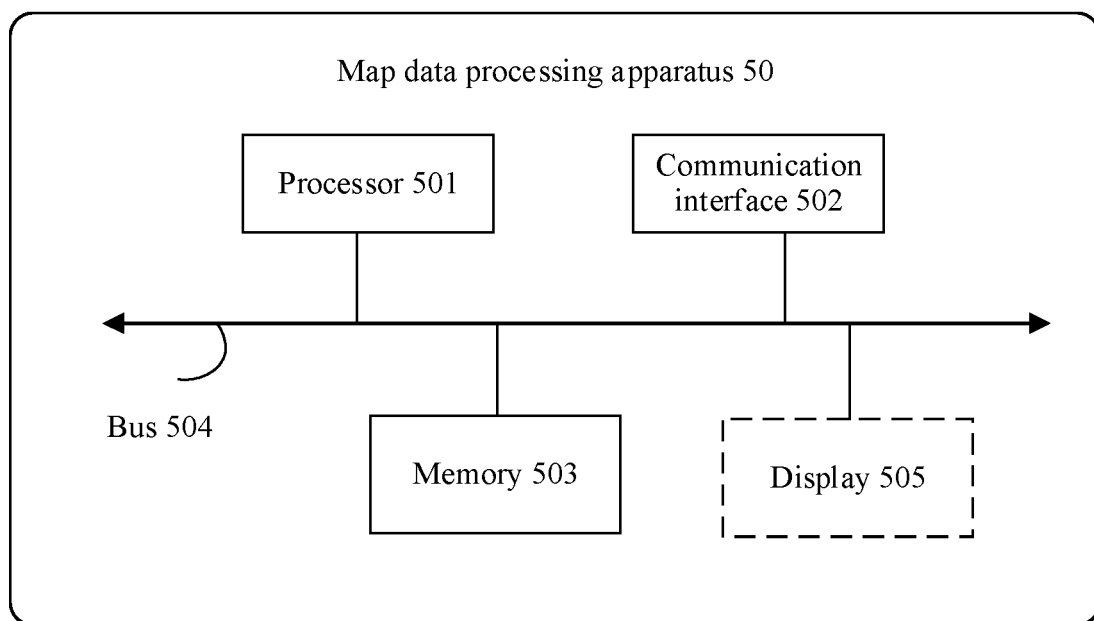 Map data processing apparatus 50
Processor 501
Communication
interface 502
Bus 504
Memory 503
Display 505